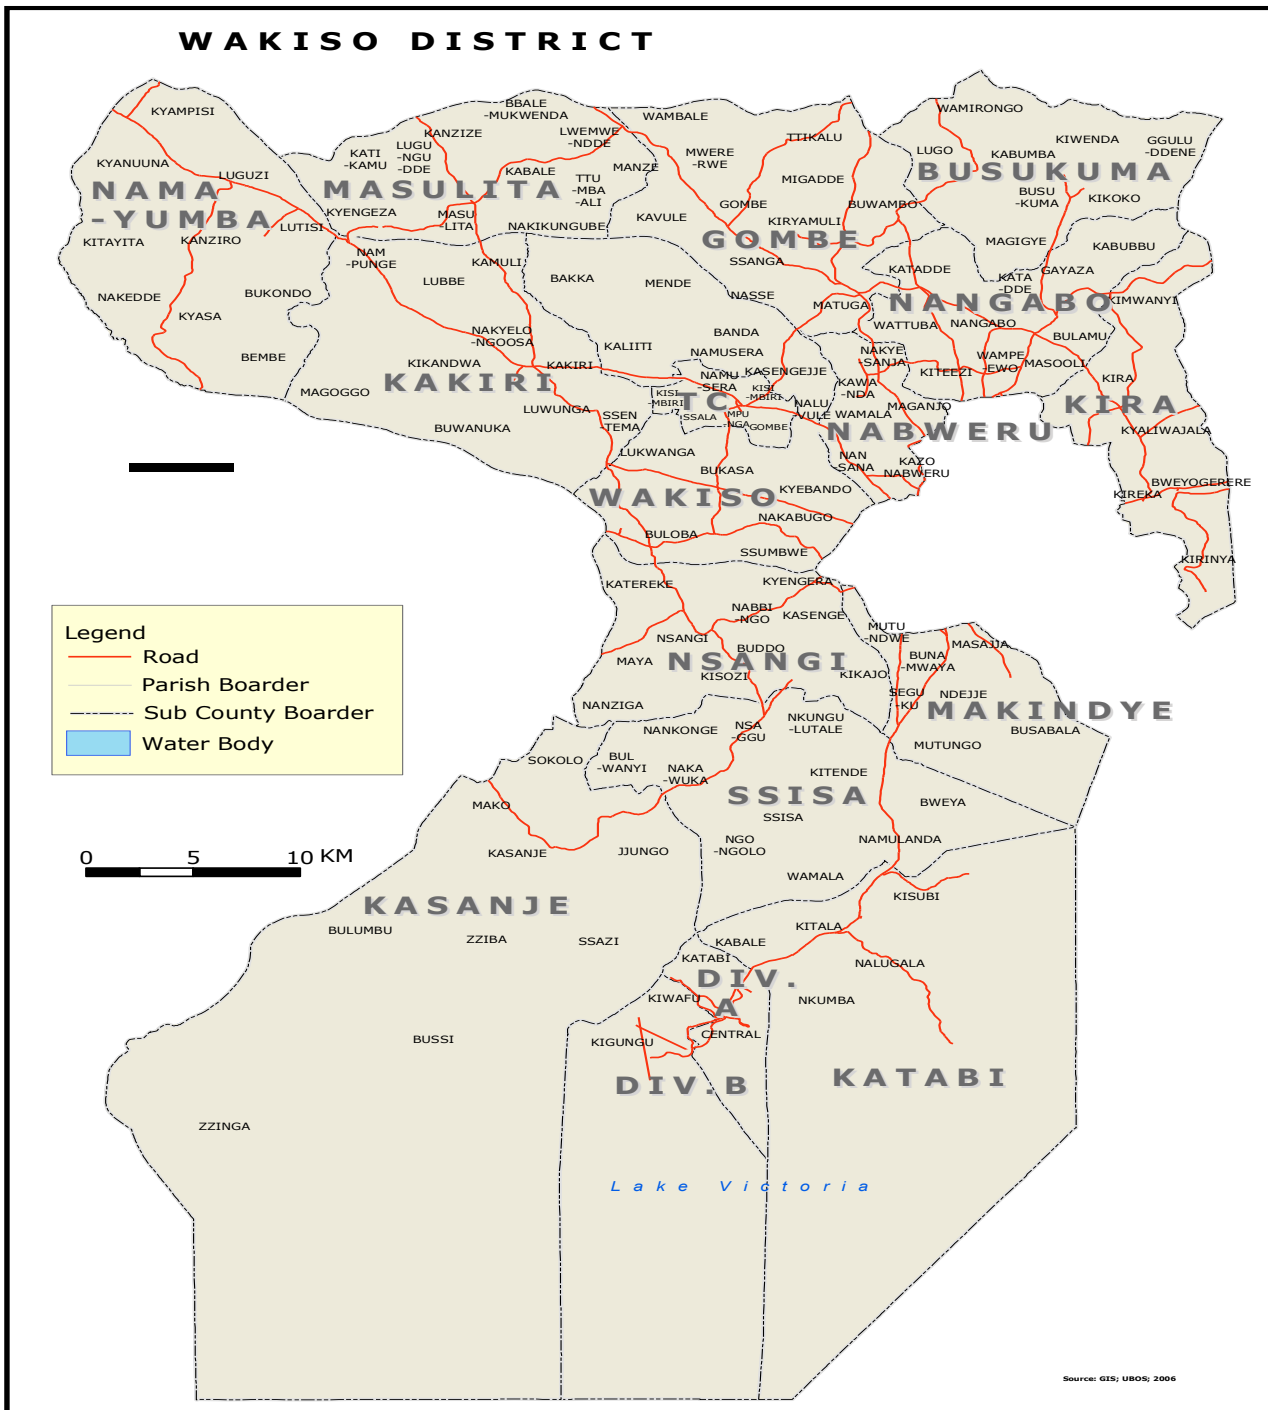 WAKISO DISTRICT
KYAMPISI
BBALE
-MUKWENDA
WAMBALE
WAMIRONGO
KANZIZE
LWEMWE
-NDDE
TTIKALU
KIWENDA
GGULU
-DDENE
KATI
-KAMU
LUGU
-NGU
-DDE
MWERE
-RWE
LUGO
KABUMBA
KYANUUNA
LUGUZI
KABALE
MANZE
TTU
-MBA
-ALI
MIGADDE
BUSUKUMA
NAMA
-YUMBA
MASULITA
BUSU
-KUMA
KIKOKO
KYENGEZA
MASU
-LITA
NAKIKUNGUBE
KAVULE
GOMBE
BUWAMBO
KIRYAMULI
LUTISI
KITAYITA
KANZIRO
GOMBE
MAGIGYE
KABUBBU
NAM
-PUNGE
KAMULI
SSANGA
KATADDE
GAYAZA
LUBBE
BAKKA
MENDE
KATA
-DDE
NAKEDDE
BUKONDO
NASSE
NANGABO
KIMWANYI
KYASA
MATUGA
WATTUBA
NANGABO
NAKYELO
-NGOOSA
BANDA
BULAMU
KALIITI
NAMUSERA
NAKYE
-SANJA
WAMPE
-EWO
MASOOLI
BEMBE
KIKANDWA
KAKIRI
KASENGEJJE
KITEEZI
KIRA
KAKIRI
NAMU
-SERA
KAWA
-NDA
MAGOGGO
KISI
-MBIRI
KISI
-MBIRI
TC
NALU
-VULE
MAGANJO
KIRA
LUWUNGA
SSEN
-TEMA
SSALA
MPU
-NGA
GOMBE
WAMALA
BUWANUKA
NABWERU
KYALIWAJALA
LUKWANGA
NAN
-SANA
KAZO
NABWERU
BUKASA
BWEYOGERERE
WAKISO
KYEBANDO
KIREKA
NAKABUGO
BULOBA
SSUMBWE
KIRINYA
KATEREKE
KYENGERA
NABBI
-NGO
KASENGE
MUTU
-NDWE
Legend
Road
Parish Boarder
Sub County Boarder
Water Body
NSANGI
BUDDO
MASAJJA
BUNA
-MWAYA
MAYA
NSANGI
KISOZI
KIKAJO
SEGU
-KU
NDEJJE
NANZIGA
MAKINDYE
NANKONGE
NSA
-GGU
NKUNGU
-LUTALE
BUSABALA
MUTUNGO
SOKOLO
BUL
-WANYI
NAKA
-WUKA
KITENDE
SSISA
MAKO
SSISA
BWEYA
KASANJE
JJUNGO
NGO
-NGOLO
NAMULANDA
0 5 10 KM
WAMALA
KISUBI
KASANJE
BULUMBU
ZZIBA
SSAZI
KITALA
KABALE
KATABI
NALUGALA
DIV.
A
KIWAFU
NKUMBA
CENTRAL
BUSSI
KIGUNGU
DIV.B
KATABI
ZZINGA
Lake Victoria
Source: GIS; UBOS; 2006